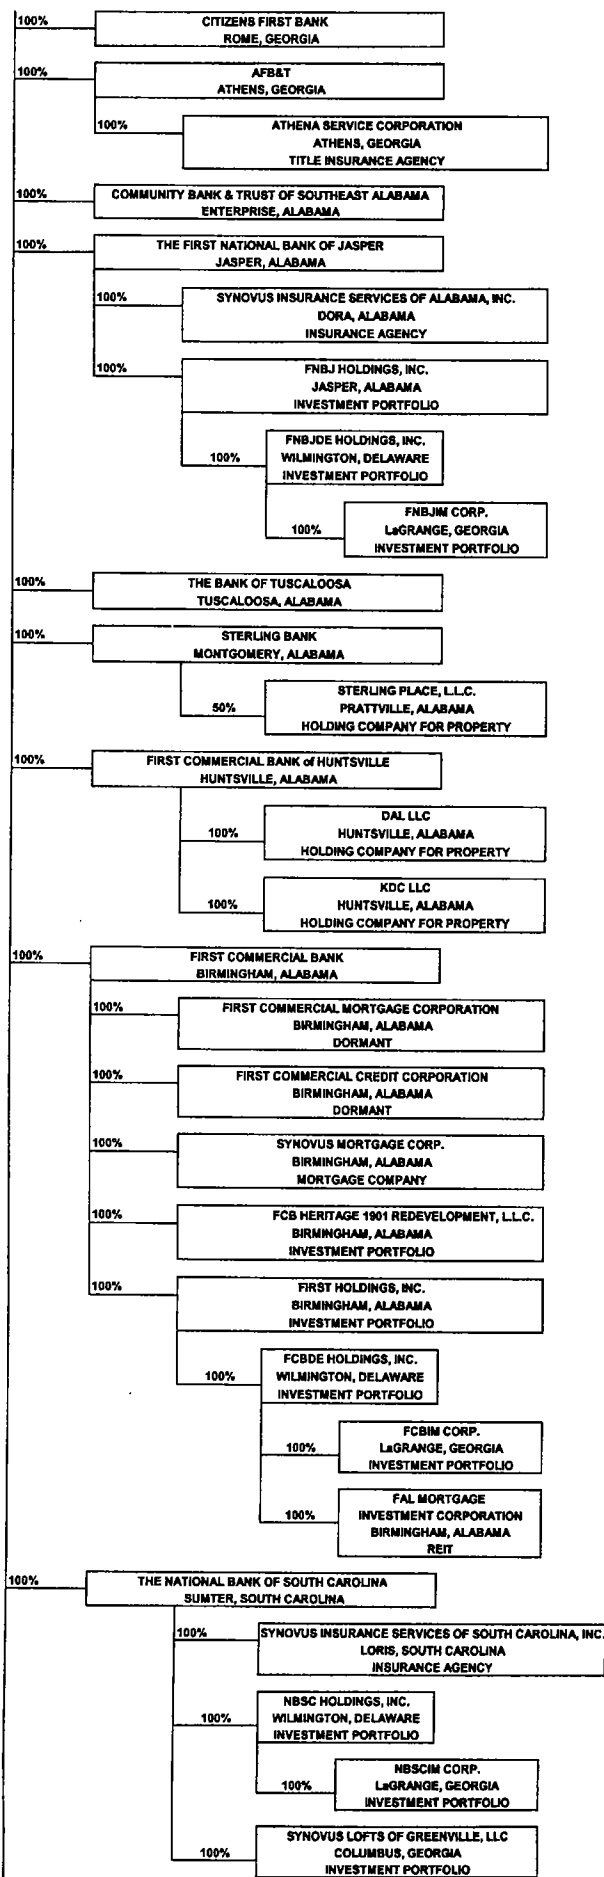 100%
CITIZENS FIRST BANK
ROME, GEORGIA
100%
AFB&T
ATHENS, GEORGIA
100%
ATHENA SERVICE CORPORATION
ATHENS, GEORGIA
TITLE INSURANCE AGENCY
100%
COMMUNITY BANK & TRUST OF SOUTHEAST ALABAMA
ENTERPRISE, ALABAMA
100%
THE FIRST NATIONAL BANK OF JASPER
JASPER, ALABAMA
100%
SYNOVUS INSURANCE SERVICES OF ALABAMA, INC.
DORA, ALABAMA
INSURANCE AGENCY
100%
FNBJ HOLDINGS, INC.
JASPER, ALABAMA
INVESTMENT PORTFOLIO
100%
FNBJDE HOLDINGS, INC.
WILMINGTON, DELAWARE
INVESTMENT PORTFOLIO
100%
FNBJIM CORP.
LaGRANGE, GEORGIA
INVESTMENT PORTFOLIO
100%
THE BANK OF TUSCALOOSA
TUSCALOOSA, ALABAMA
100%
STERLING BANK
MONTGOMERY, ALABAMA
50%
STERLING PLACE, L.L.C.
PRATTVILLE, ALABAMA
HOLDING COMPANY FOR PROPERTY
100%
FIRST COMMERCIAL BANK of HUNTSVILLE
HUNTSVILLE, ALABAMA
100%
DAL LLC
HUNTSVILLE, ALABAMA
HOLDING COMPANY FOR PROPERTY
100%
KDC LLC
HUNTSVILLE, ALABAMA
HOLDING COMPANY FOR PROPERTY
100%
FIRST COMMERCIAL BANK
BIRMINGHAM, ALABAMA
100%
FIRST COMMERCIAL MORTGAGE CORPORATION
BIRMINGHAM, ALABAMA
DORMANT
100%
FIRST COMMERCIAL CREDIT CORPORATION
BIRMINGHAM, ALABAMA
DORMANT
100%
SYNOVUS MORTGAGE CORP.
BIRMINGHAM, ALABAMA
MORTGAGE COMPANY
100%
FCB HERITAGE 1901 REDEVELOPMENT, L.L.C.
BIRMINGHAM, ALABAMA
INVESTMENT PORTFOLIO
100%
FIRST HOLDINGS, INC.
BIRMINGHAM, ALABAMA
INVESTMENT PORTFOLIO
100%
FCBDE HOLDINGS, INC.
WILMINGTON, DELAWARE
INVESTMENT PORTFOLIO
100%
FCBIM CORP.
LaGRANGE, GEORGIA
INVESTMENT PORTFOLIO
100%
FAL MORTGAGE
INVESTMENT CORPORATION
BIRMINGHAM, ALABAMA
REIT
100%
THE NATIONAL BANK OF SOUTH CAROLINA
SUMTER, SOUTH CAROLINA
100%
SYNOVUS INSURANCE SERVICES OF SOUTH CAROLINA, INC.
LORIS, SOUTH CAROLINA
INSURANCE AGENCY
100%
NBSC HOLDINGS, INC.
WILMINGTON, DELAWARE
INVESTMENT PORTFOLIO
100%
NBSCIM CORP.
LaGRANGE, GEORGIA
INVESTMENT PORTFOLIO
100%
SYNOVUS LOFTS OF GREENVILLE, LLC
COLUMBUS, GEORGIA
INVESTMENT PORTFOLIO